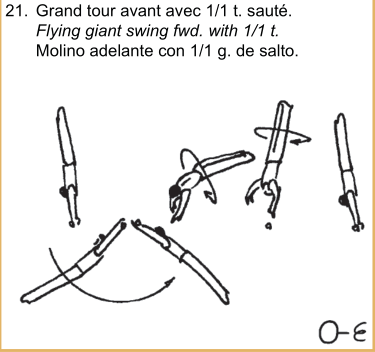 21. Grand tour avant avec 1/1 t. sauté.
Flying giant swing fwd. with 1/1 t.
Molino adelante con 1/1 g. de salto.